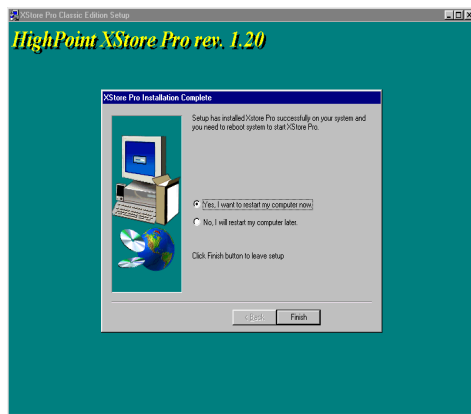 XStore Pro Classic Edition Setup
HighPoint XStore Pro rev. 1.20
XStore Pro Installation Complete
Setup has installed Xstore Pro successfully on your system and
you need to reboot system to start XStore Pro.
Yes, I want to restart my computer now.
No, I will restart my computer later.
Click Finish button to leave setup
< Back
Finish